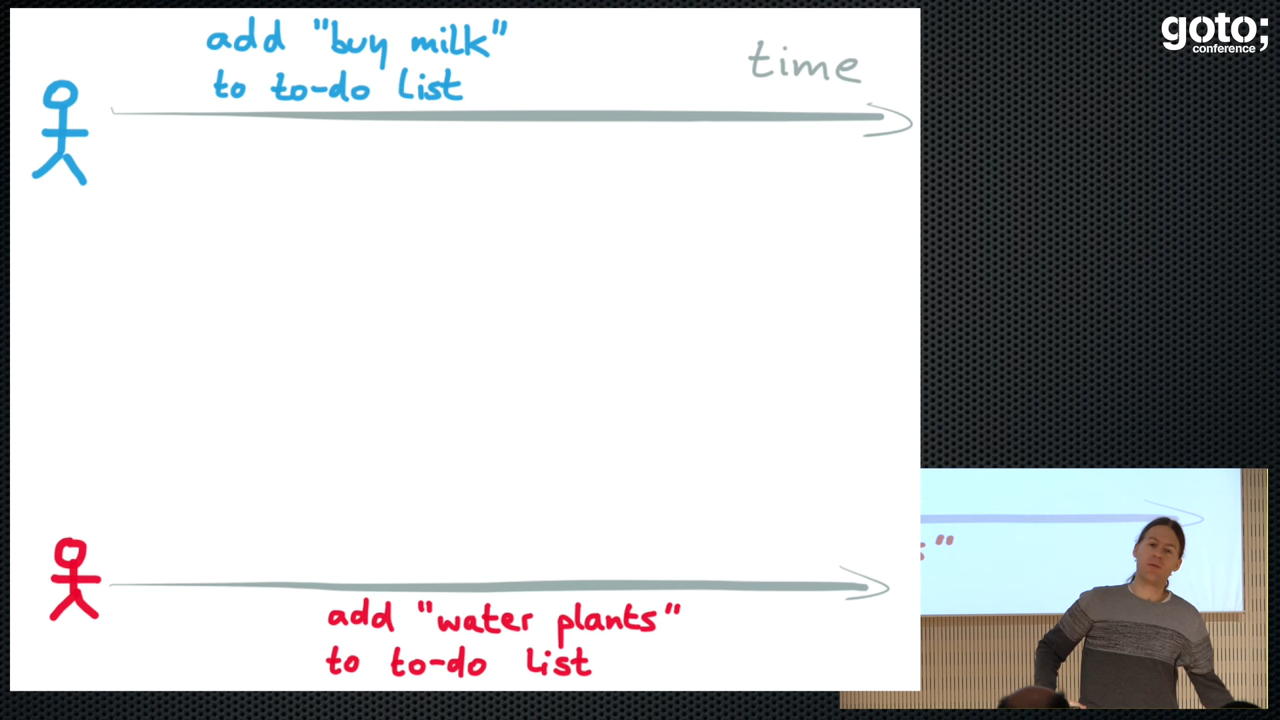 goto;
conference
add "buy milk"
to to-do list
time
add "water plants"
to to-do list
"